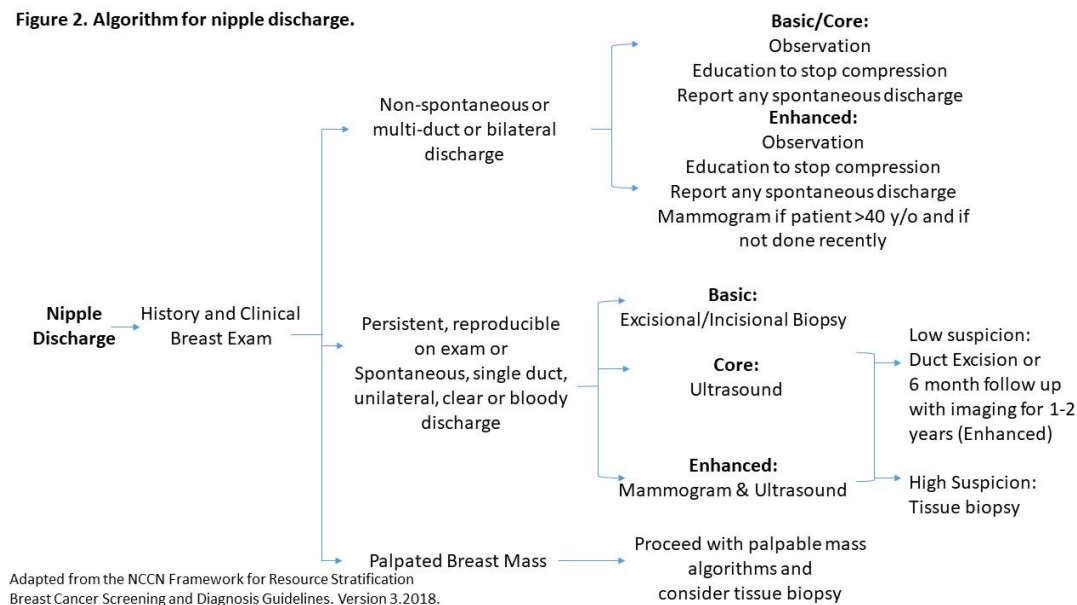 Figure 2. Algorithm for nipple discharge.
Nipple
Discharge
History and Clinical
Breast Exam
Non-spontaneous or
multi-duct or bilateral
discharge
Basic/Core:
Observation
Education to stop compression
Report any spontaneous discharge
Enhanced:
Observation
Education to stop compression
Report any spontaneous discharge
Mammogram if patient >40 y/o and if
not done recently
Persistent, reproducible
on exam or
Spontaneous, single duct,
unilateral, clear or bloody
discharge
Basic:
Excisional/Incisional Biopsy
Core:
Ultrasound
Enhanced:
Mammogram & Ultrasound
Low suspicion:
Duct Excision or
6 month follow up
with imaging for 1-2
years (Enhanced)
High Suspicion:
Tissue biopsy
Palpated Breast Mass
Proceed with palpable mass
algorithms and
consider tissue biopsy
Adapted from the NCCN Framework for Resource Stratification
Breast Cancer Screening and Diagnosis Guidelines. Version 3.2018.